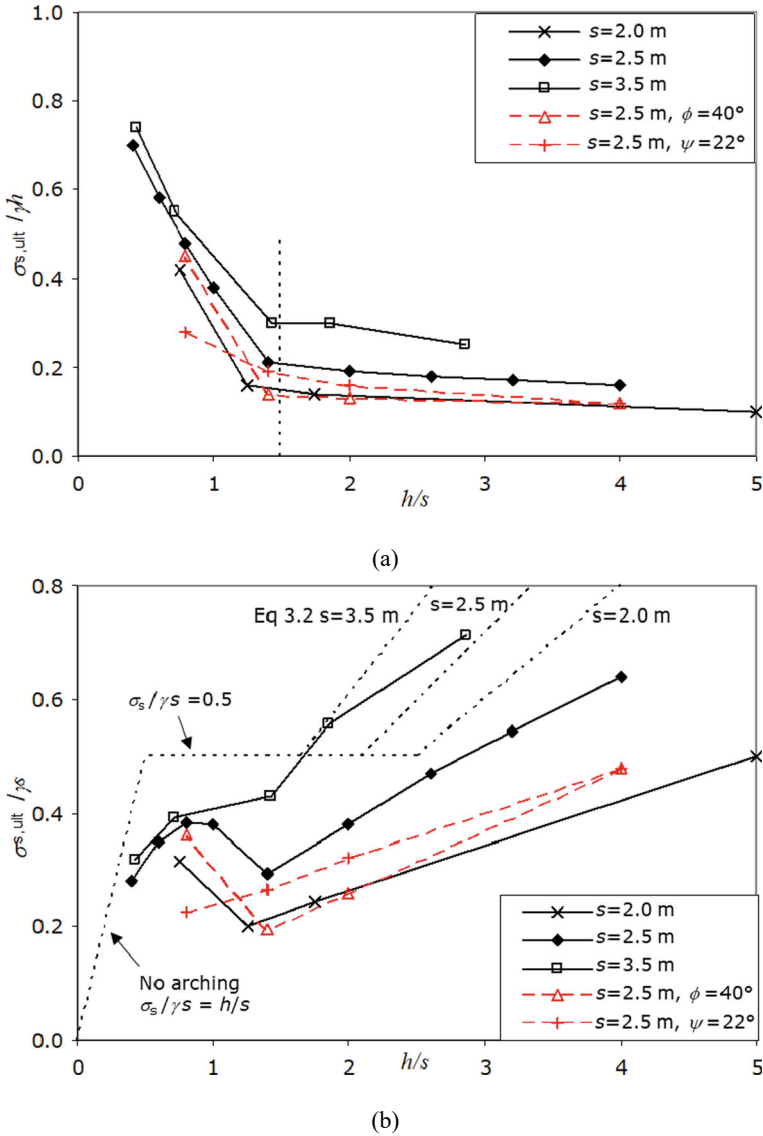 1.0
0.8
0.6
0.4
0.2
0.0
σs,ult /γh
0 1 2 3 4 5
h/s
s=2.0 m
s=2.5 m
s=3.5 m
s=2.5 m, ϕ=40°
s=2.5 m, ψ=22°
(a)
0.8
0.6
0.4
0.2
0.0
σs,ult /γs
Eq 3.2 s=3.5 m
s=2.5 m
s=2.0 m
σs/γs =0.5
No arching
σs/γs = h/s
s=2.0 m
s=2.5 m
s=3.5 m
s=2.5 m, ϕ=40°
s=2.5 m, ψ=22°
0 1 2 3 4 5
h/s
(b)